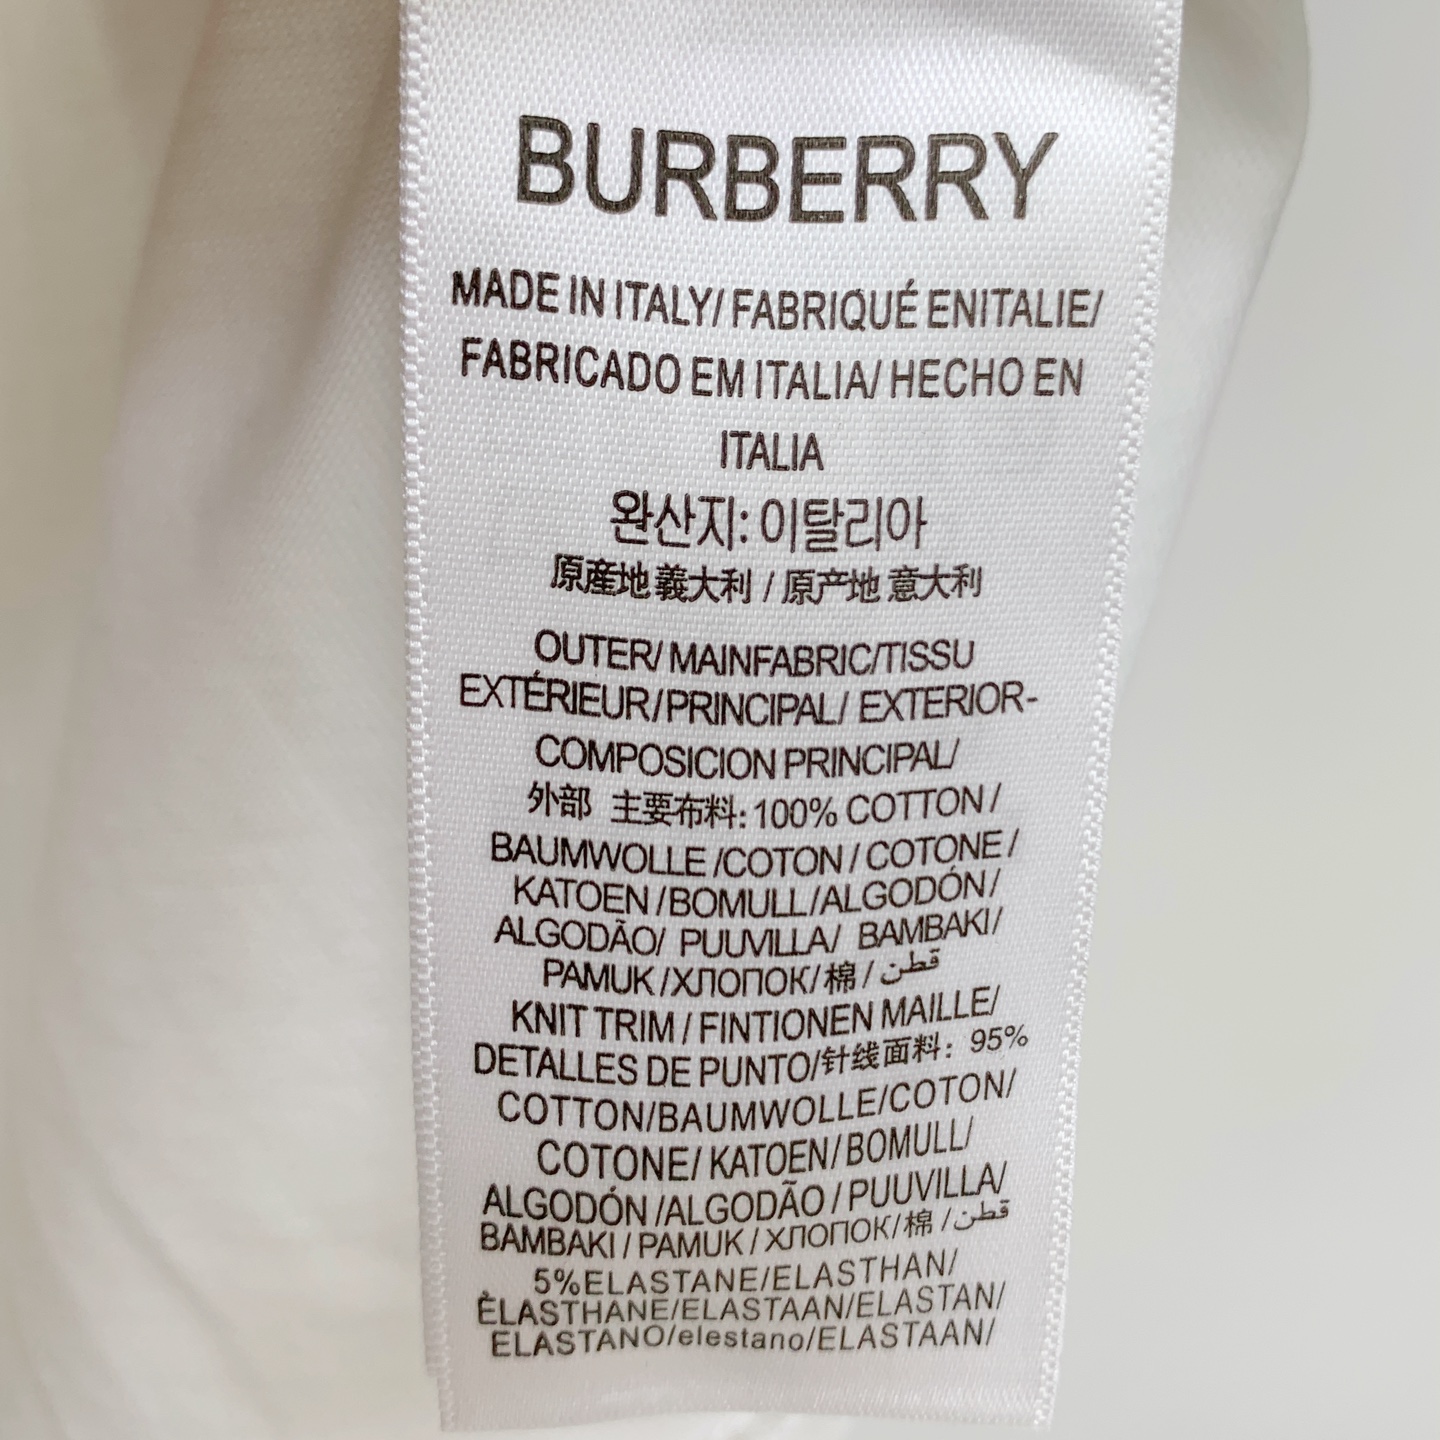 BURBERRY
MADE IN ITALY/ FABRIQUÉ ENITALIE/
FABRICADO EM ITALIA/ HECHO EN
ITALIA
완산지: 이탈리아
原産地 義大利 / 原产地 意大利
OUTER/ MAINFABRIC/TISSU
EXTÉRIEUR/PRINCIPAL/ EXTERIOR-
COMPOSICION PRINCIPAL/
外部 主要布料: 100% COTTON /
BAUMWOLLE /COTON / COTONE /
KATOEN /BOMULL/ALGODÓN/
ALGODÃO/ PUUVILLA/ BAMBAKI/
PAMUK /ХЛОПОК/棉/قطن
KNIT TRIM / FINTIONEN MAILLE/
DETALLES DE PUNTO/针线面料: 95%
COTTON/BAUMWOLLE/COTON/
COTONE/ KATOEN/ BOMULL/
ALGODÓN /ALGODÃO / PUUVILLA/
BAMBAKI / PAMUK / ХЛОПОК/棉 /قطن
5%ELASTANE/ELASTHAN/
ÈLASTHANE/ELASTAAN/ELASTAN/
ELASTANO/elestano/ELASTAAN/